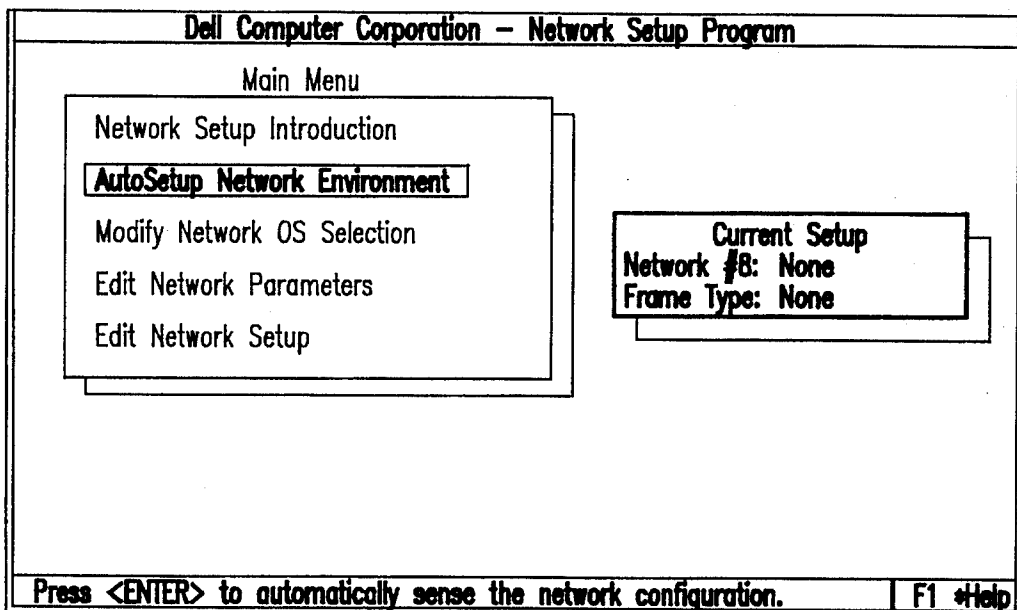 Dell Computer Corporation – Network Setup Program
Main Menu
Network Setup Introduction
AutoSetup Network Environment
Modify Network OS Selection
Edit Network Parameters
Edit Network Setup
Current Setup
Network #8: None
Frame Type: None
Press <ENTER> to automatically sense the network configuration.
F1 *Help